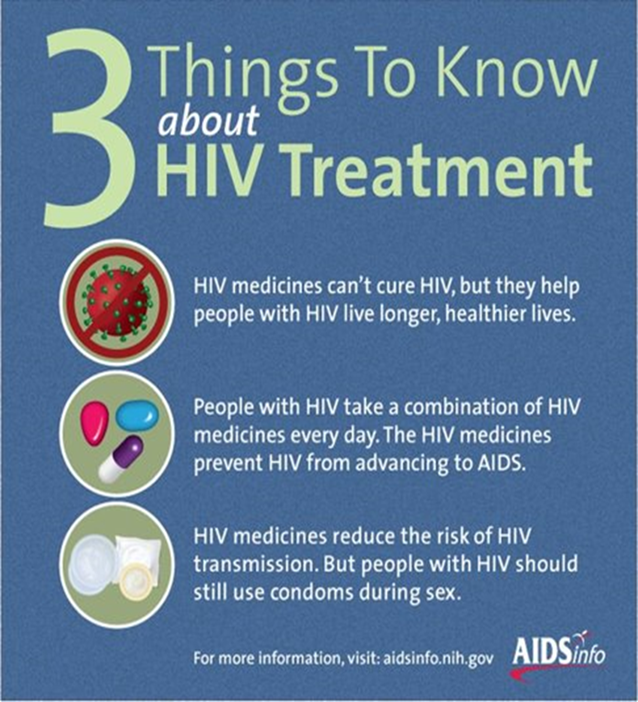 3 Things To Know
about
HIV Treatment
HIV medicines can't cure HIV, but they help
people with HIV live longer, healthier lives.
People with HIV take a combination of HIV
medicines every day. The HIV medicines
prevent HIV from advancing to AIDS.
HIV medicines reduce the risk of HIV
transmission. But people with HIV should
still use condoms during sex.
For more information, visit: aidsinfo.nih.gov
AIDSinfo